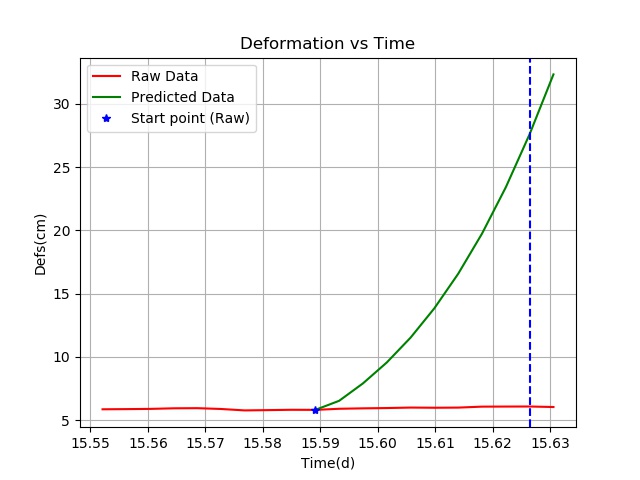 Deformation vs Time
Raw Data
Predicted Data
Start point (Raw)
Defs(cm)
30
25
20
15
10
5
15.55 15.56 15.57 15.58 15.59 15.60 15.61 15.62 15.63
Time(d)